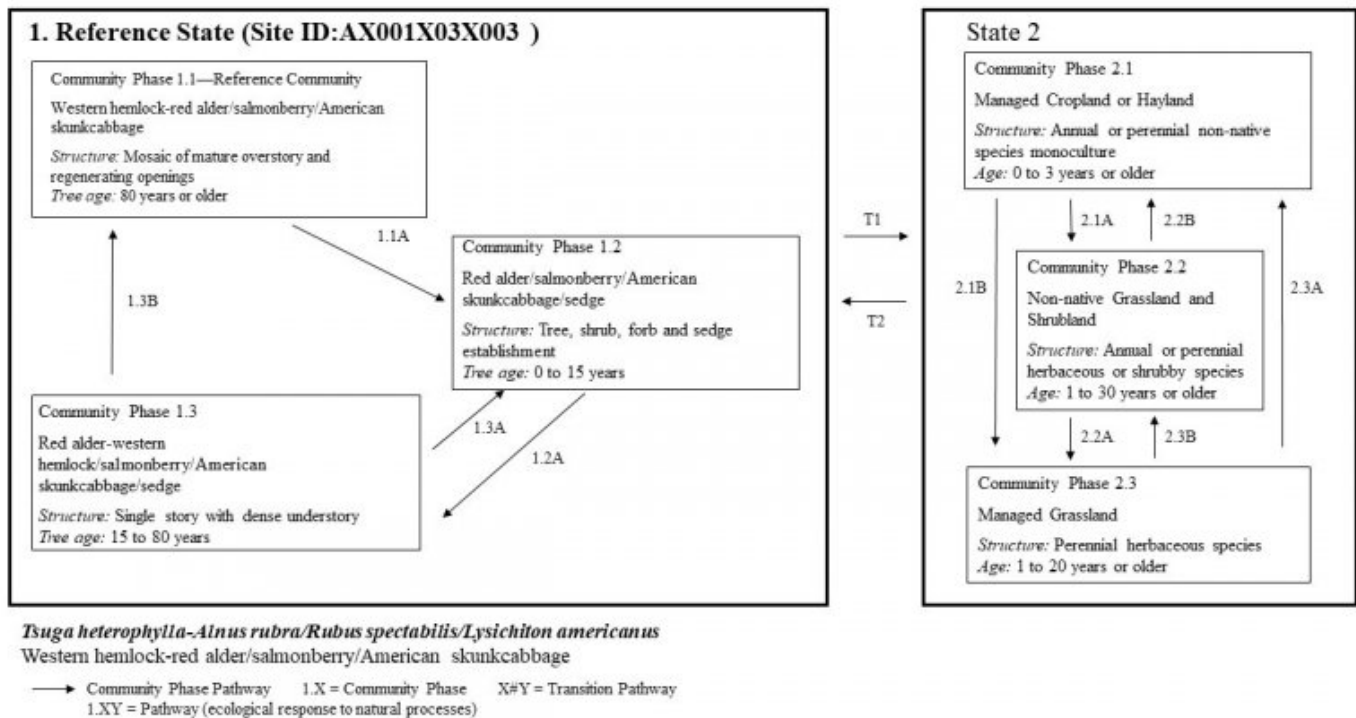 1. Reference State (Site ID:AX001X03X003 )
Community Phase 1.1—Reference Community
Western hemlock-red alder/salmonberry/American
skunkcabbage
Structure: Mosaic of mature overstory and
regenerating openings
Tree age: 80 years or older
1.1A
1.3B
Community Phase 1.2
Red alder/salmonberry/American
skunkcabbage/sedge
Structure: Tree, shrub, forb and sedge
establishment
Tree age: 0 to 15 years
1.3A
1.2A
Community Phase 1.3
Red alder-western
hemlock/salmonberry/American
skunkcabbage/sedge
Structure: Single story with dense understory
Tree age: 15 to 80 years
T1
T2
State 2
Community Phase 2.1
Managed Cropland or Hayland
Structure: Annual or perennial non-native
species monoculture
Age: 0 to 3 years or older
2.1A
2.2B
2.1B
2.3A
Community Phase 2.2
Non-native Grassland and
Shrubland
Structure: Annual or perennial
herbaceous or shrubby species
Age: 1 to 30 years or older
2.2A
2.3B
Community Phase 2.3
Managed Grassland
Structure: Perennial herbaceous species
Age: 1 to 20 years or older
Tsuga heterophylla-Alnus rubra/Rubus spectabilis/Lysichiton americanus
Western hemlock-red alder/salmonberry/American skunkcabbage
Community Phase Pathway 1.X = Community Phase X#Y = Transition Pathway
1.XY = Pathway (ecological response to natural processes)